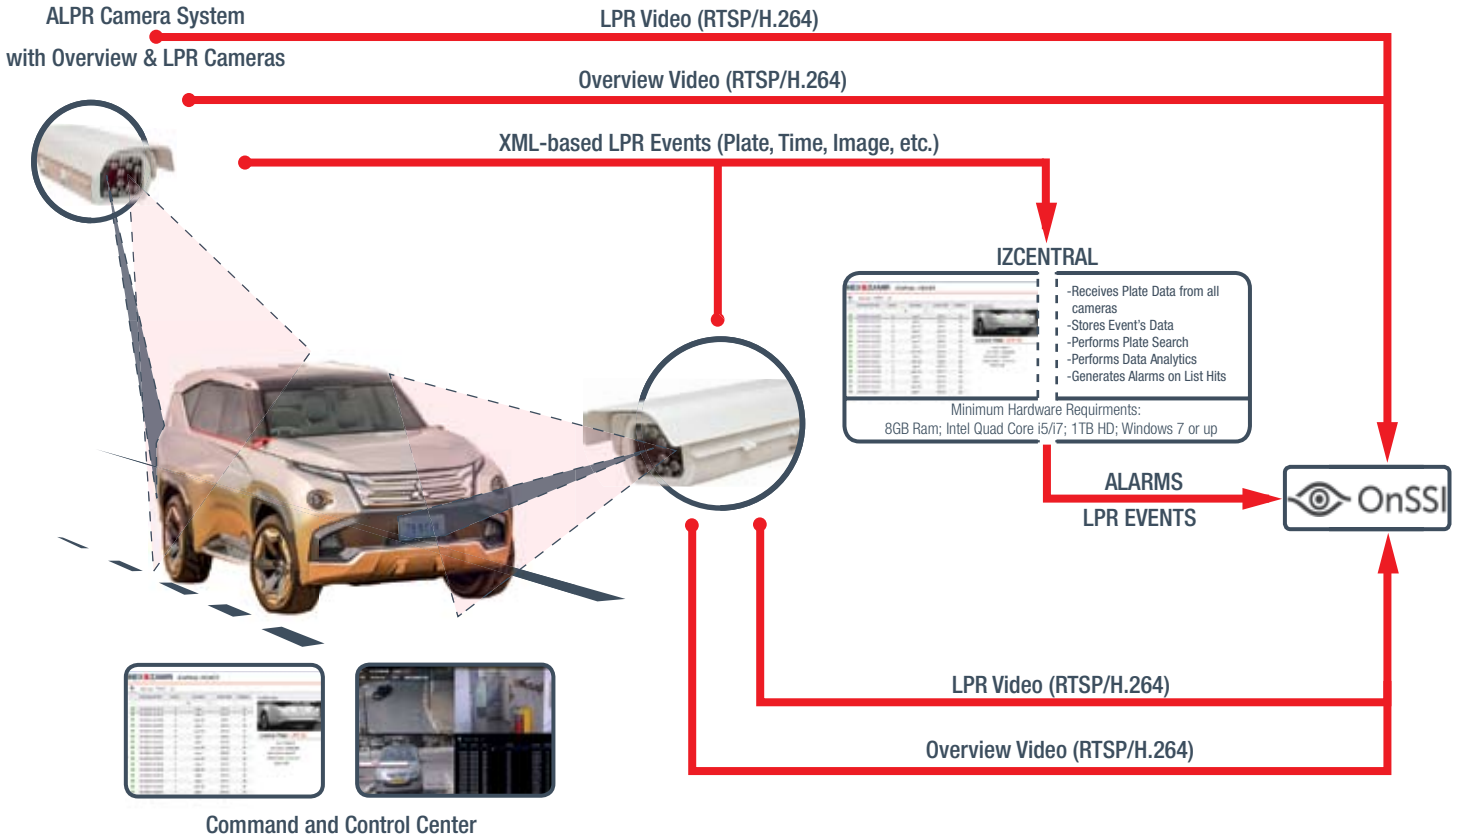 ALPR Camera System
with Overview & LPR Cameras
LPR Video (RTSP/H.264)
Overview Video (RTSP/H.264)
XML-based LPR Events (Plate, Time, Image, etc.)
IZCENTRAL
-Receives Plate Data from all
cameras
-Stores Event's Data
-Performs Plate Search
-Performs Data Analytics
-Generates Alarms on List Hits
Minimum Hardware Requirments:
8GB Ram; Intel Quad Core i5/i7; 1TB HD; Windows 7 or up
ALARMS
LPR EVENTS
OnSSI
LPR Video (RTSP/H.264)
Overview Video (RTSP/H.264)
Command and Control Center